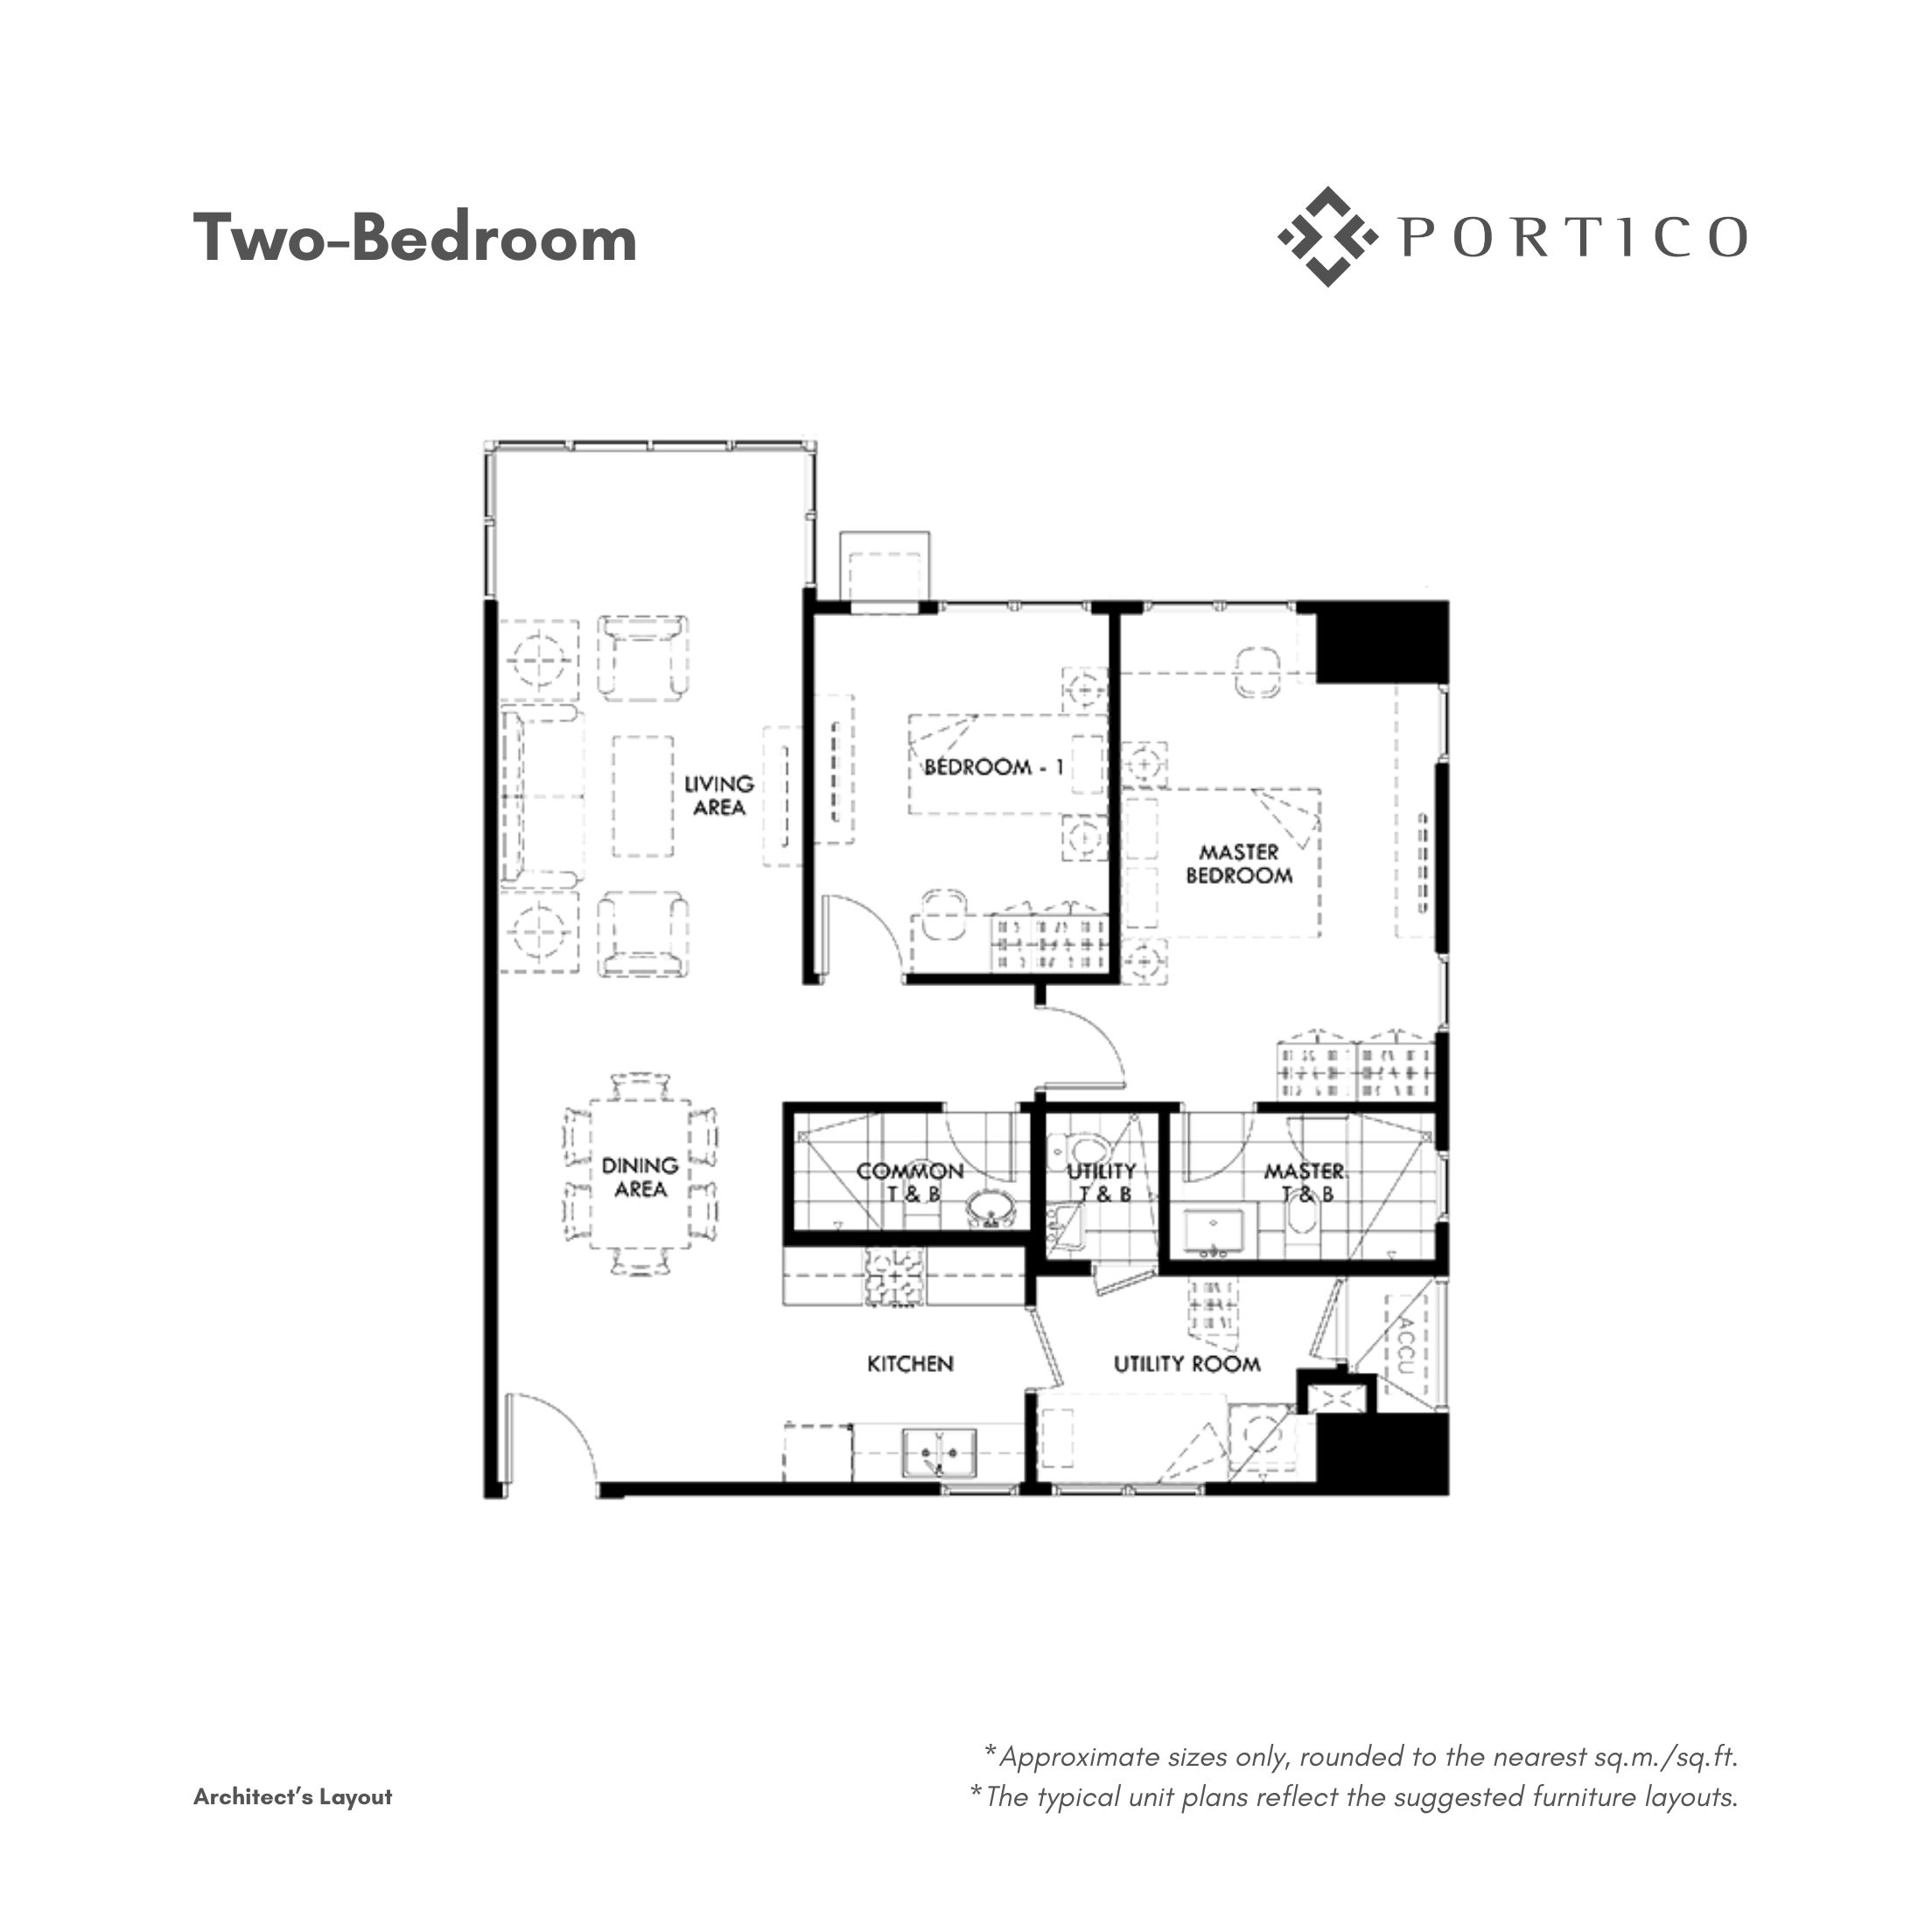 Two-Bedroom
PORTICO
LIVING
AREA
BEDROOM - 1
MASTER
BEDROOM
DINING
AREA
COMMON
T & B
UTILITY
T & B
MASTER
T & B
KITCHEN
UTILITY ROOM
ACCU
*Approximate sizes only, rounded to the nearest sq.m./sq.ft.
*The typical unit plans reflect the suggested furniture layouts.
Architect’s Layout